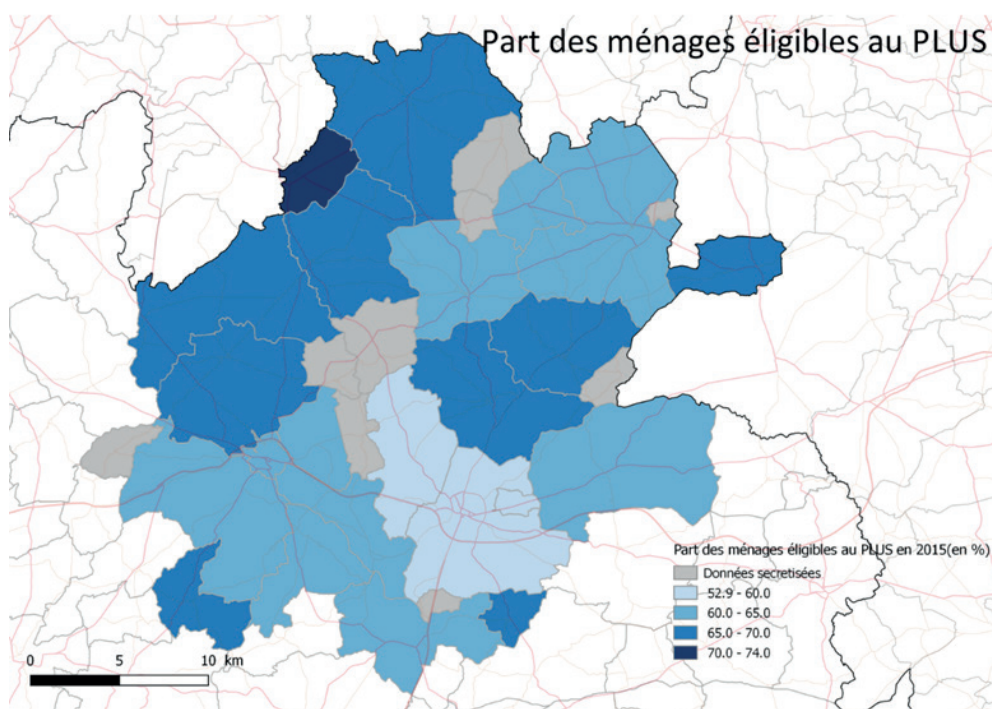 Part des ménages éligibles au PLUS
Part des ménages éligibles au PLUS en 2015(en %)
Données secretisées
52.9 - 60.0
60.0 - 65.0
65.0 - 70.0
70.0 - 74.0
0 5 10 km